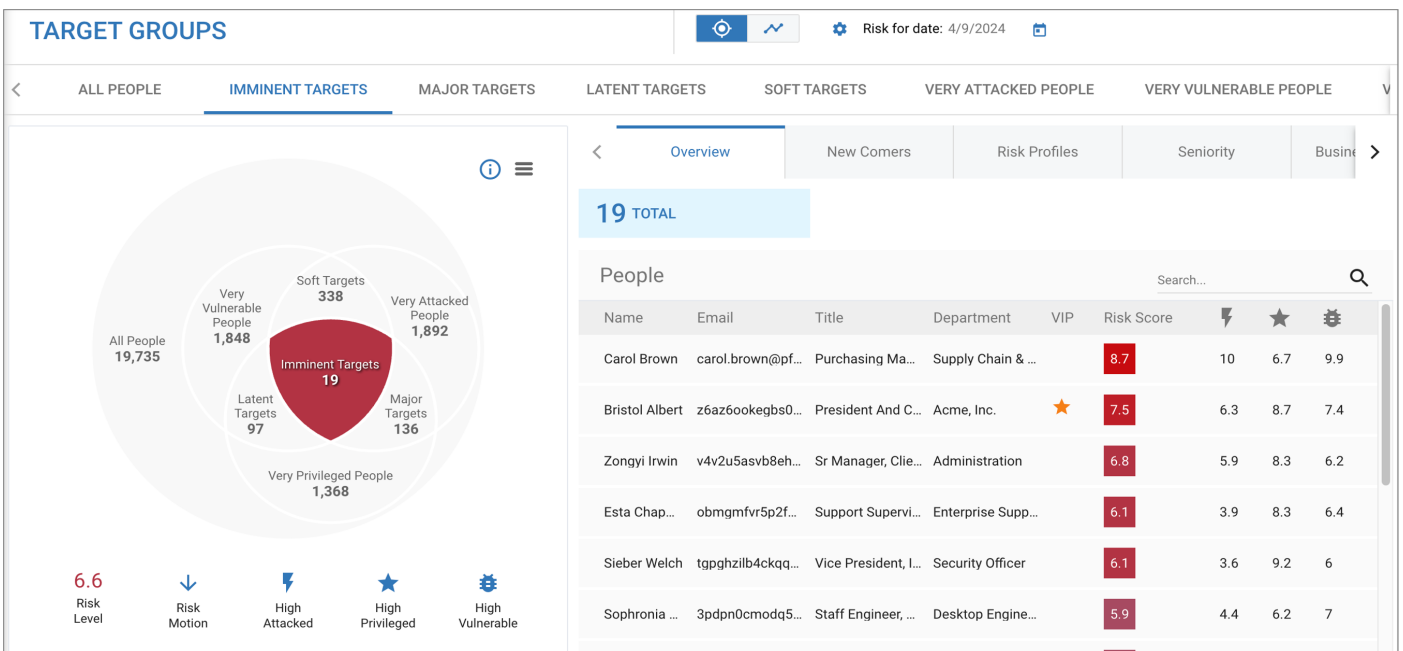 TARGET GROUPS
Risk for date: 4/9/2024
ALL PEOPLE
IMMINENT TARGETS
MAJOR TARGETS
LATENT TARGETS
SOFT TARGETS
VERY ATTACKED PEOPLE
VERY VULNERABLE PEOPLE
V
All People
19,735
Very
Vulnerable
People
1,848
Soft Targets
338
Very Attacked
People
1,892
Imminent Targets
19
Latent
Targets
97
Major
Targets
136
Very Privileged People
1,368
6.6
Risk
Level
Risk
Motion
High
Attacked
High
Privileged
High
Vulnerable
Overview
New Comers
Risk Profiles
Seniority
Busine
19 TOTAL
People
Search...
Name Email Title Department VIP Risk Score
Carol Brown carol.brown@pf... Purchasing Ma... Supply Chain & ... 8.7 10 6.7 9.9
Bristol Albert z6az6ookegbs0... President And C... Acme, Inc. 7.5 6.3 8.7 7.4
Zongyi Irwin v4v2u5asvb8eh... Sr Manager, Clie... Administration 6.8 5.9 8.3 6.2
Esta Chap... obmgmfvr5p2f... Support Supervi... Enterprise Supp... 6.1 3.9 8.3 6.4
Sieber Welch tgpghzilb4ckqq... Vice President, I... Security Officer 6.1 3.6 9.2 6
Sophronia ... 3pdpn0cmodq5... Staff Engineer, ... Desktop Engine... 5.9 4.4 6.2 7